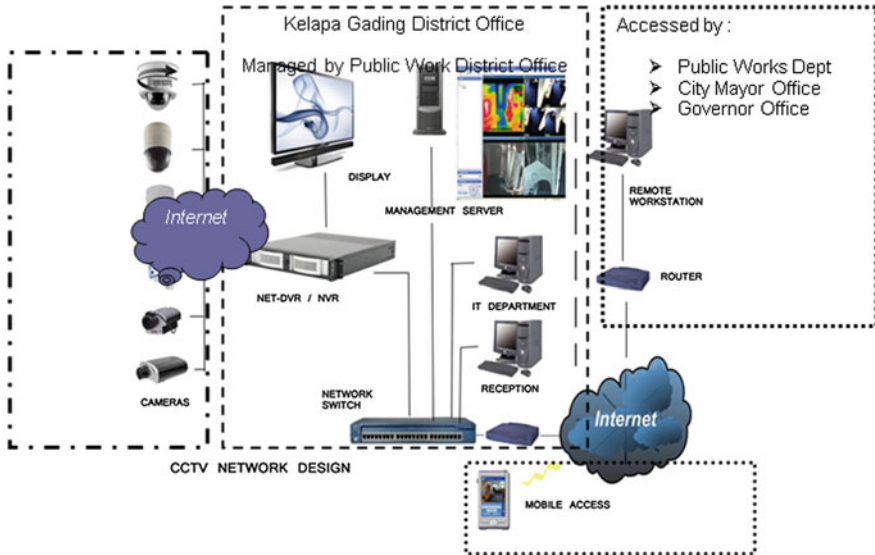 Kelapa Gading District Office
Managed by Public Work District Office
Accessed by :
Public Works Dept
City Mayor Office
Governor Office
DISPLAY
MANAGEMENT SERVER
REMOTE
WORKSTATION
Internet
NET-DVR / NVR
IT DEPARTMENT
ROUTER
RECEPTION
CAMERAS
NETWORK
SWITCH
Internet
CCTV NETWORK DESIGN
MOBILE ACCESS